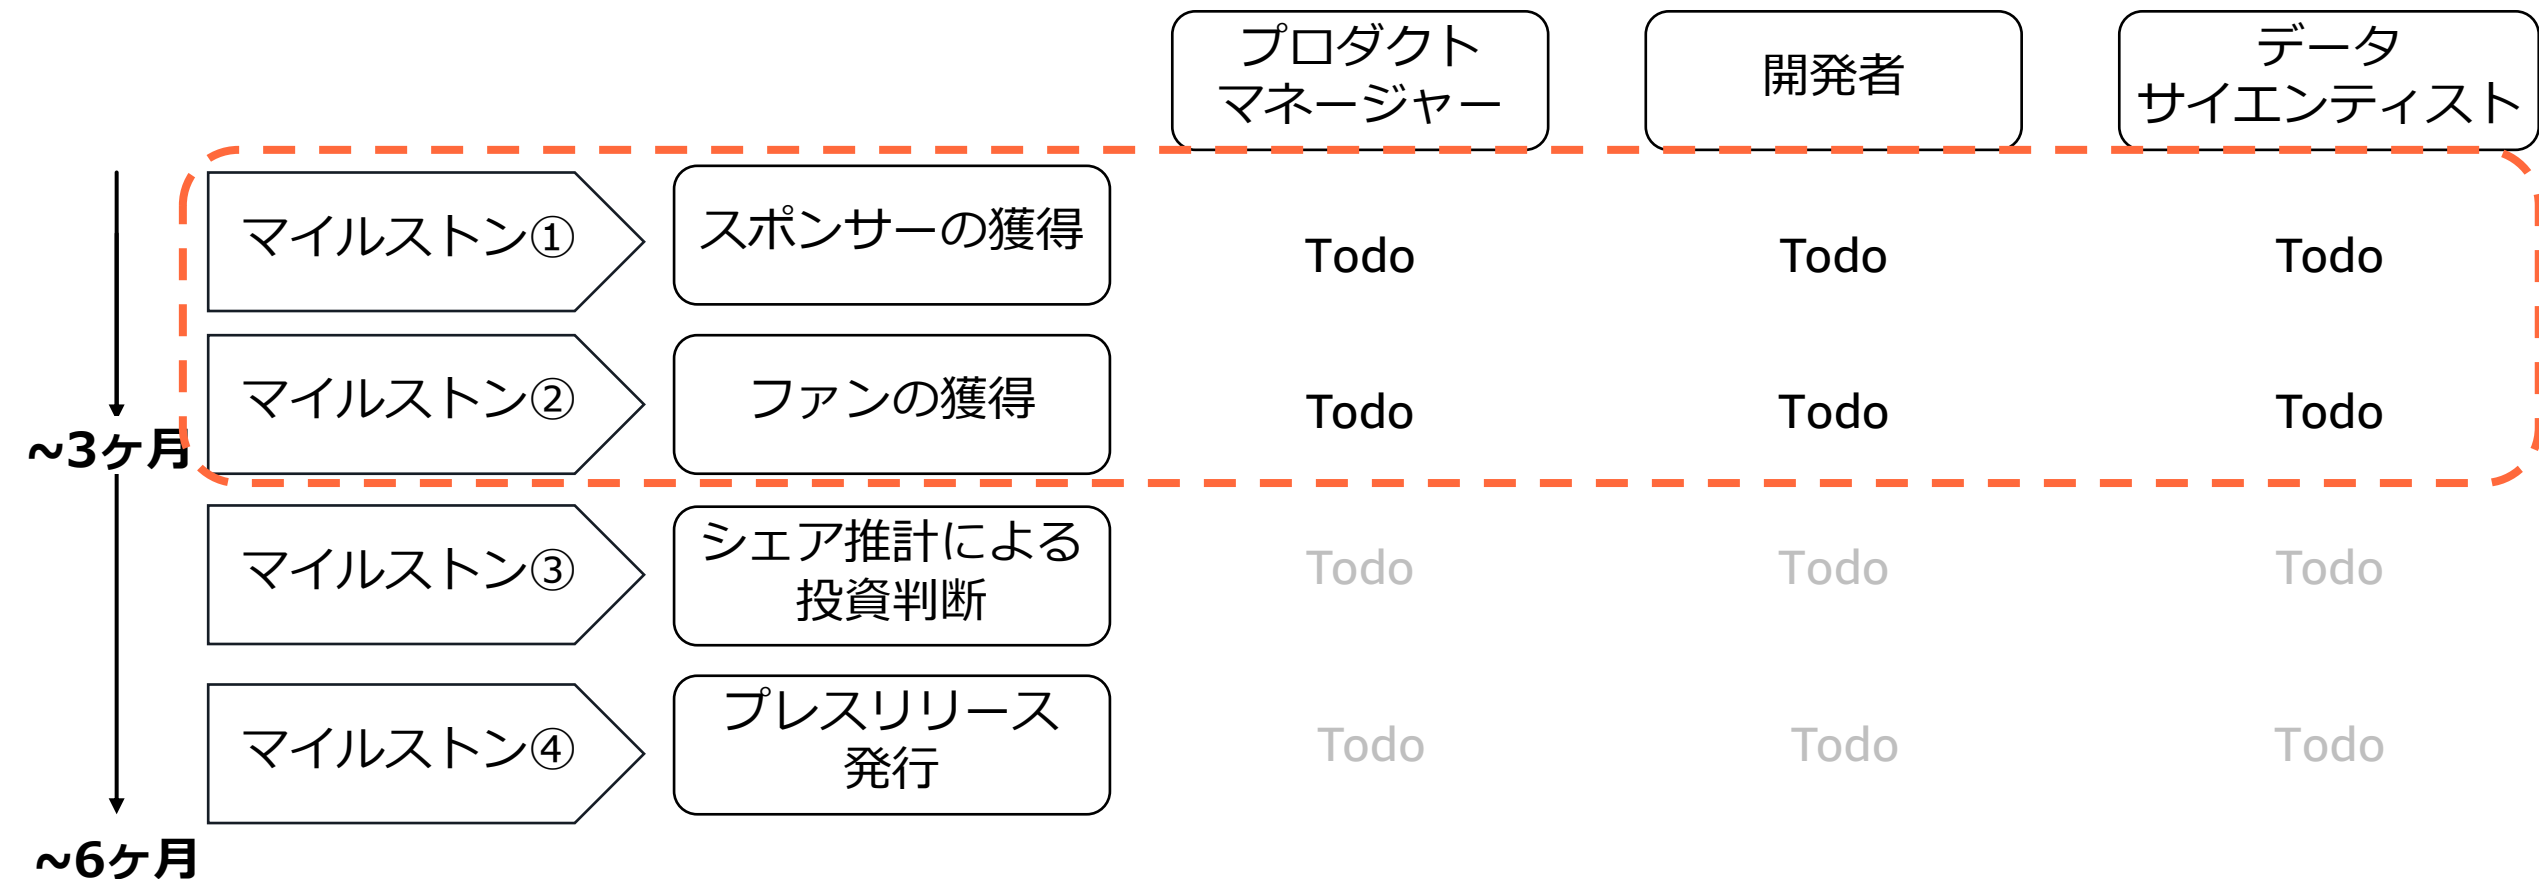 プロダクト
マネージャー
開発者
データ
サイエンティスト
マイルストン①
スポンサーの獲得
Todo
Todo
Todo
マイルストン②
ファンの獲得
Todo
Todo
Todo
~3ヶ月
マイルストン③
シェア推計による
投資判断
Todo
Todo
Todo
マイルストン④
プレスリリース
発行
Todo
Todo
Todo
~6ヶ月